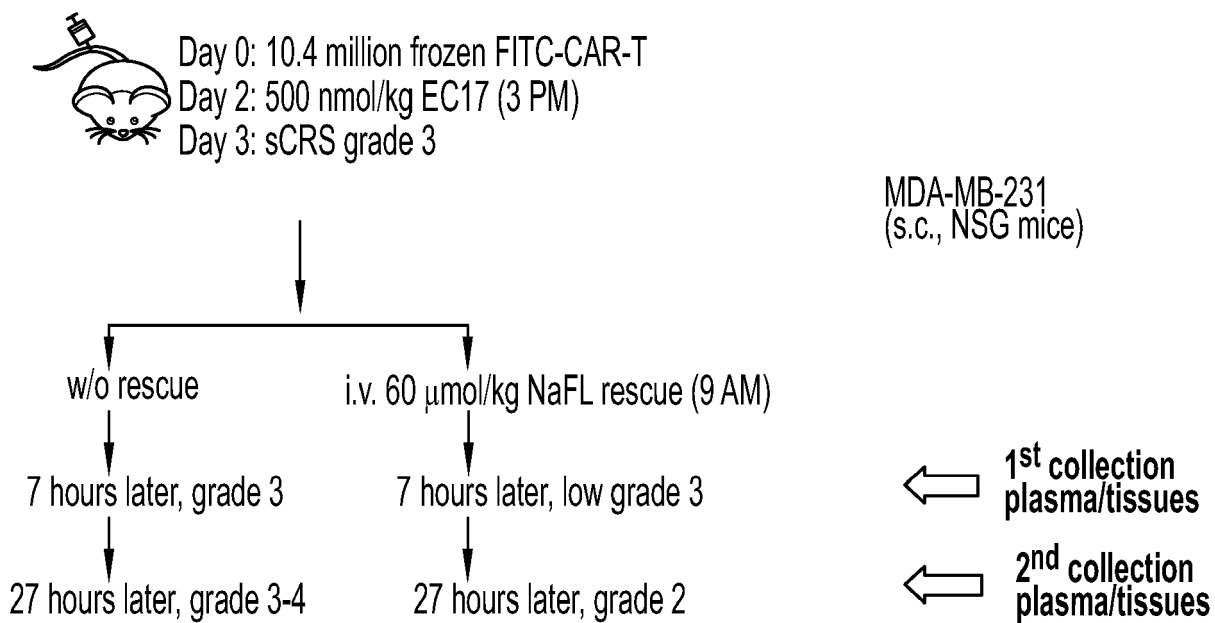 Day 0: 10.4 million frozen FITC-CAR-T
Day 2: 500 nmol/kg EC17 (3 PM)
Day 3: sCRS grade 3
MDA-MB-231
(s.c., NSG mice)
w/o rescue
i.v. 60 μmol/kg NaFL rescue (9 AM)
7 hours later, grade 3
7 hours later, low grade 3
1st collection
plasma/tissues
27 hours later, grade 3-4
27 hours later, grade 2
2nd collection
plasma/tissues